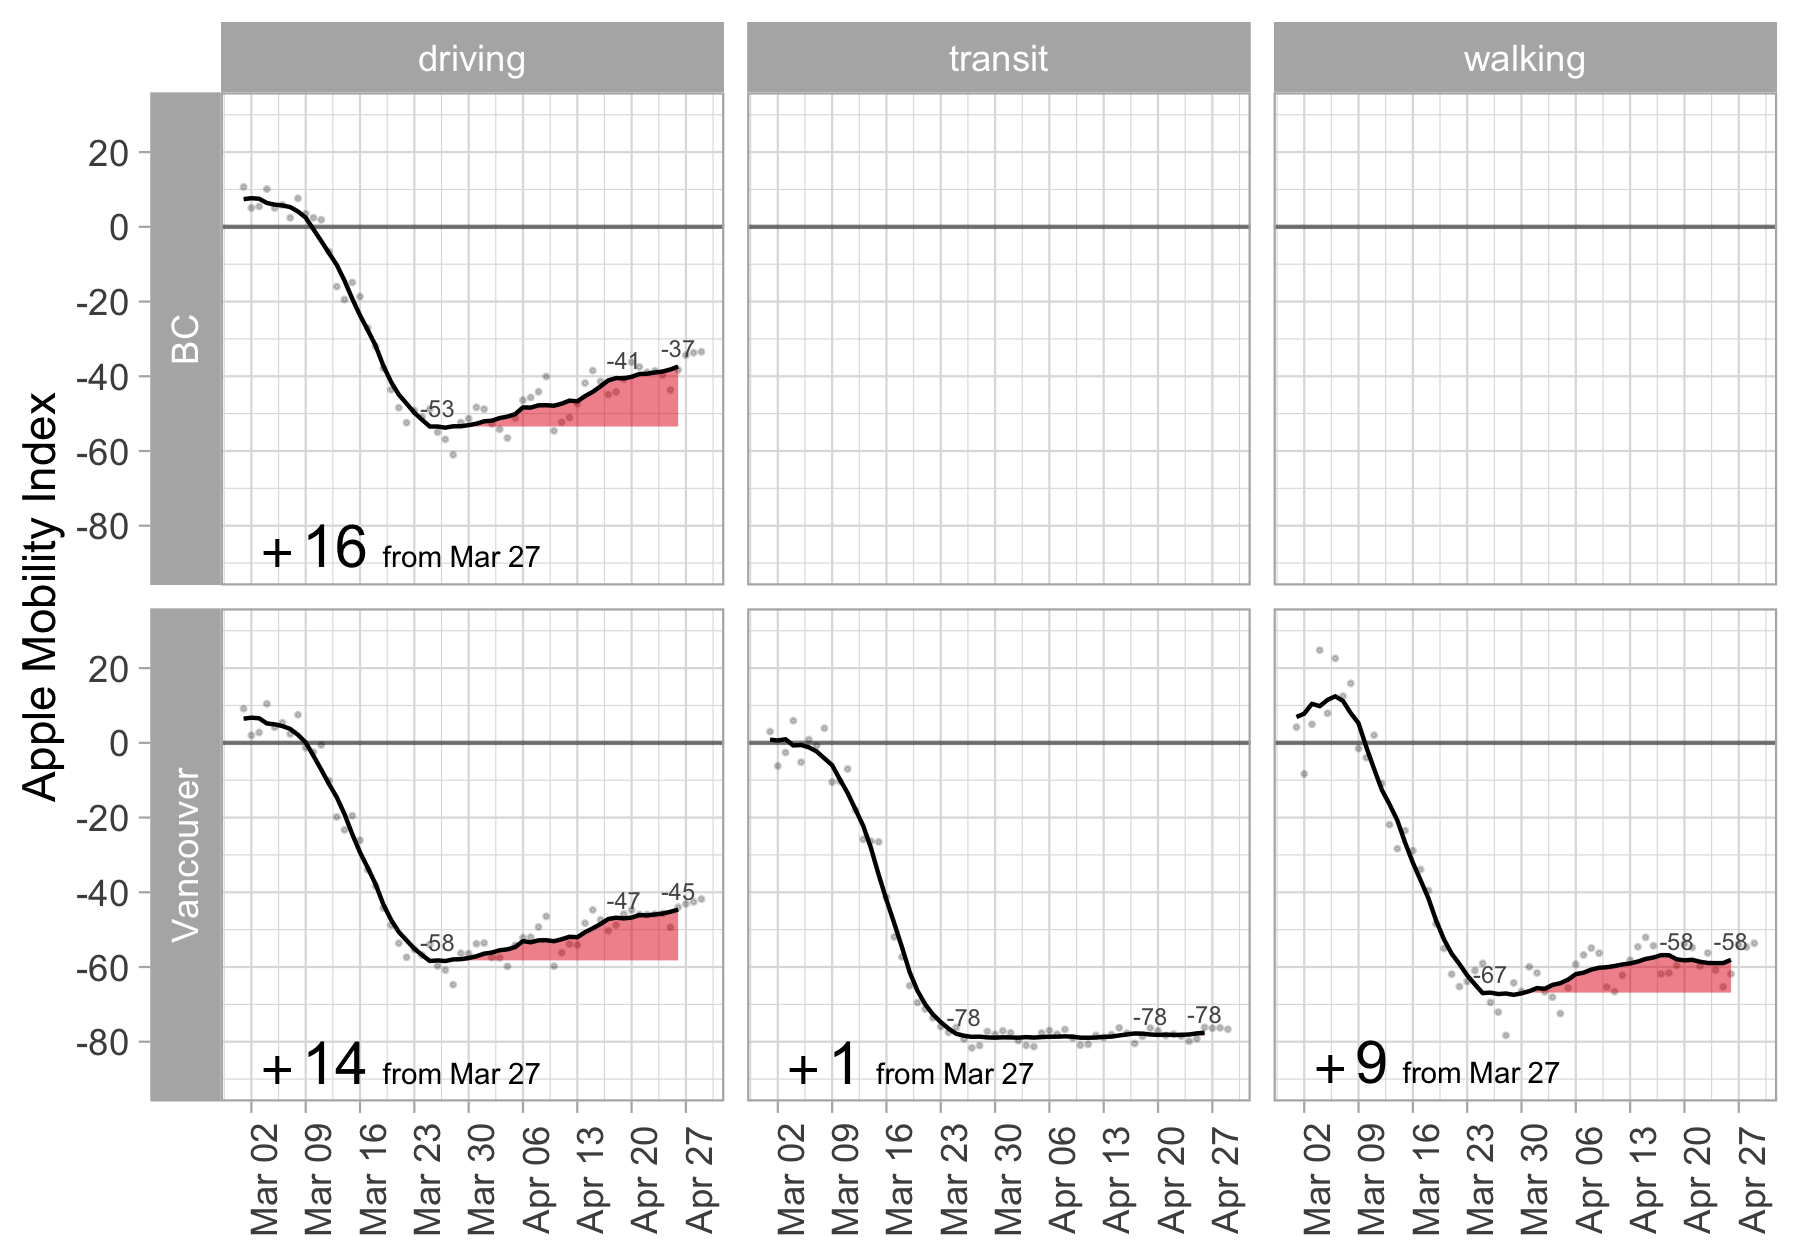 driving
transit
walking
Apple Mobility Index
BC
20
0
-20
-40
-60
-80
-53
-41
-37
+ 16 from Mar 27
Vancouver
20
0
-20
-40
-60
-80
-58
-47
-45
+ 14 from Mar 27
-78
-78
-78
+ 1 from Mar 27
-67
-58
-58
+ 9 from Mar 27
Mar 02
Mar 09
Mar 16
Mar 23
Mar 30
Apr 06
Apr 13
Apr 20
Apr 27
Mar 02
Mar 09
Mar 16
Mar 23
Mar 30
Apr 06
Apr 13
Apr 20
Apr 27
Mar 02
Mar 09
Mar 16
Mar 23
Mar 30
Apr 06
Apr 13
Apr 20
Apr 27